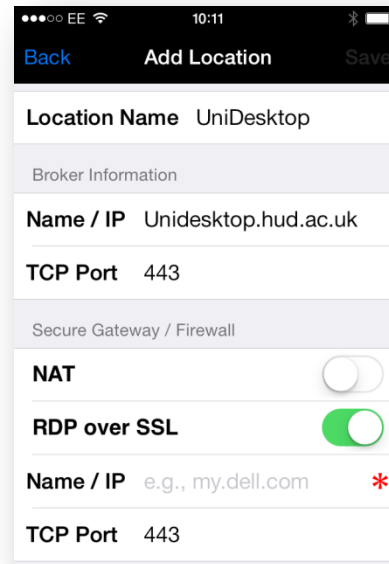 EE 10:11
Back Add Location Save
Location Name UniDesktop
Broker Information
Name / IP Unidesktop.hud.ac.uk
TCP Port 443
Secure Gateway / Firewall
NAT
RDP over SSL
Name / IP e.g., my.dell.com *
TCP Port 443